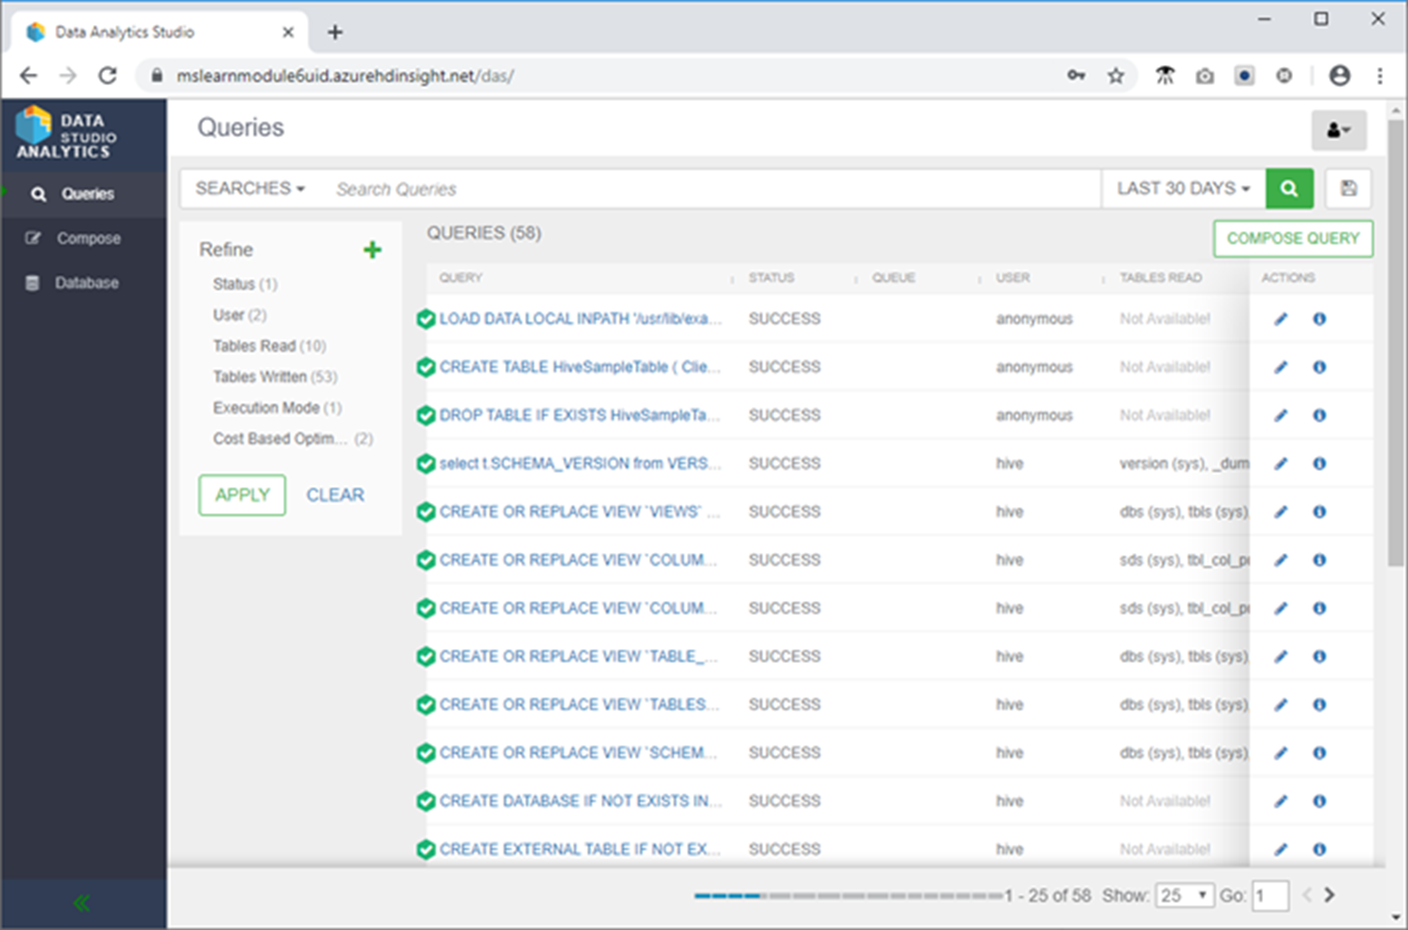 Data Analytics Studio
mslearnmodule6uid.azurehdinsight.net/das/
DATA
STUDIO
ANALYTICS
Queries
Compose
Database
Queries
SEARCHES Search Queries LAST 30 DAYS
Refine
Status (1)
User (2)
Tables Read (10)
Tables Written (53)
Execution Mode (1)
Cost Based Optim... (2)
APPLY CLEAR
QUERIES (58) COMPOSE QUERY
QUERY STATUS QUEUE USER TABLES READ ACTIONS
LOAD DATA LOCAL INPATH '/usr/lib/exa... SUCCESS anonymous Not Available!
CREATE TABLE HiveSampleTable ( Clie... SUCCESS anonymous Not Available!
DROP TABLE IF EXISTS HiveSampleTa... SUCCESS anonymous Not Available!
select t.SCHEMA_VERSION from VERS... SUCCESS hive version (sys), _dum
CREATE OR REPLACE VIEW `VIEWS` ... SUCCESS hive dbs (sys), tbls (sys)
CREATE OR REPLACE VIEW `COLUM... SUCCESS hive sds (sys), tbl_col_p
CREATE OR REPLACE VIEW `COLUM... SUCCESS hive sds (sys), tbl_col_p
CREATE OR REPLACE VIEW `TABLE_... SUCCESS hive dbs (sys), tbls (sys)
CREATE OR REPLACE VIEW `TABLES... SUCCESS hive dbs (sys), tbls (sys)
CREATE OR REPLACE VIEW `SCHEM... SUCCESS hive dbs (sys), tbls (sys)
CREATE DATABASE IF NOT EXISTS IN... SUCCESS hive Not Available!
CREATE EXTERNAL TABLE IF NOT EX... SUCCESS hive Not Available!
1 - 25 of 58 Show: 25 Go: 1